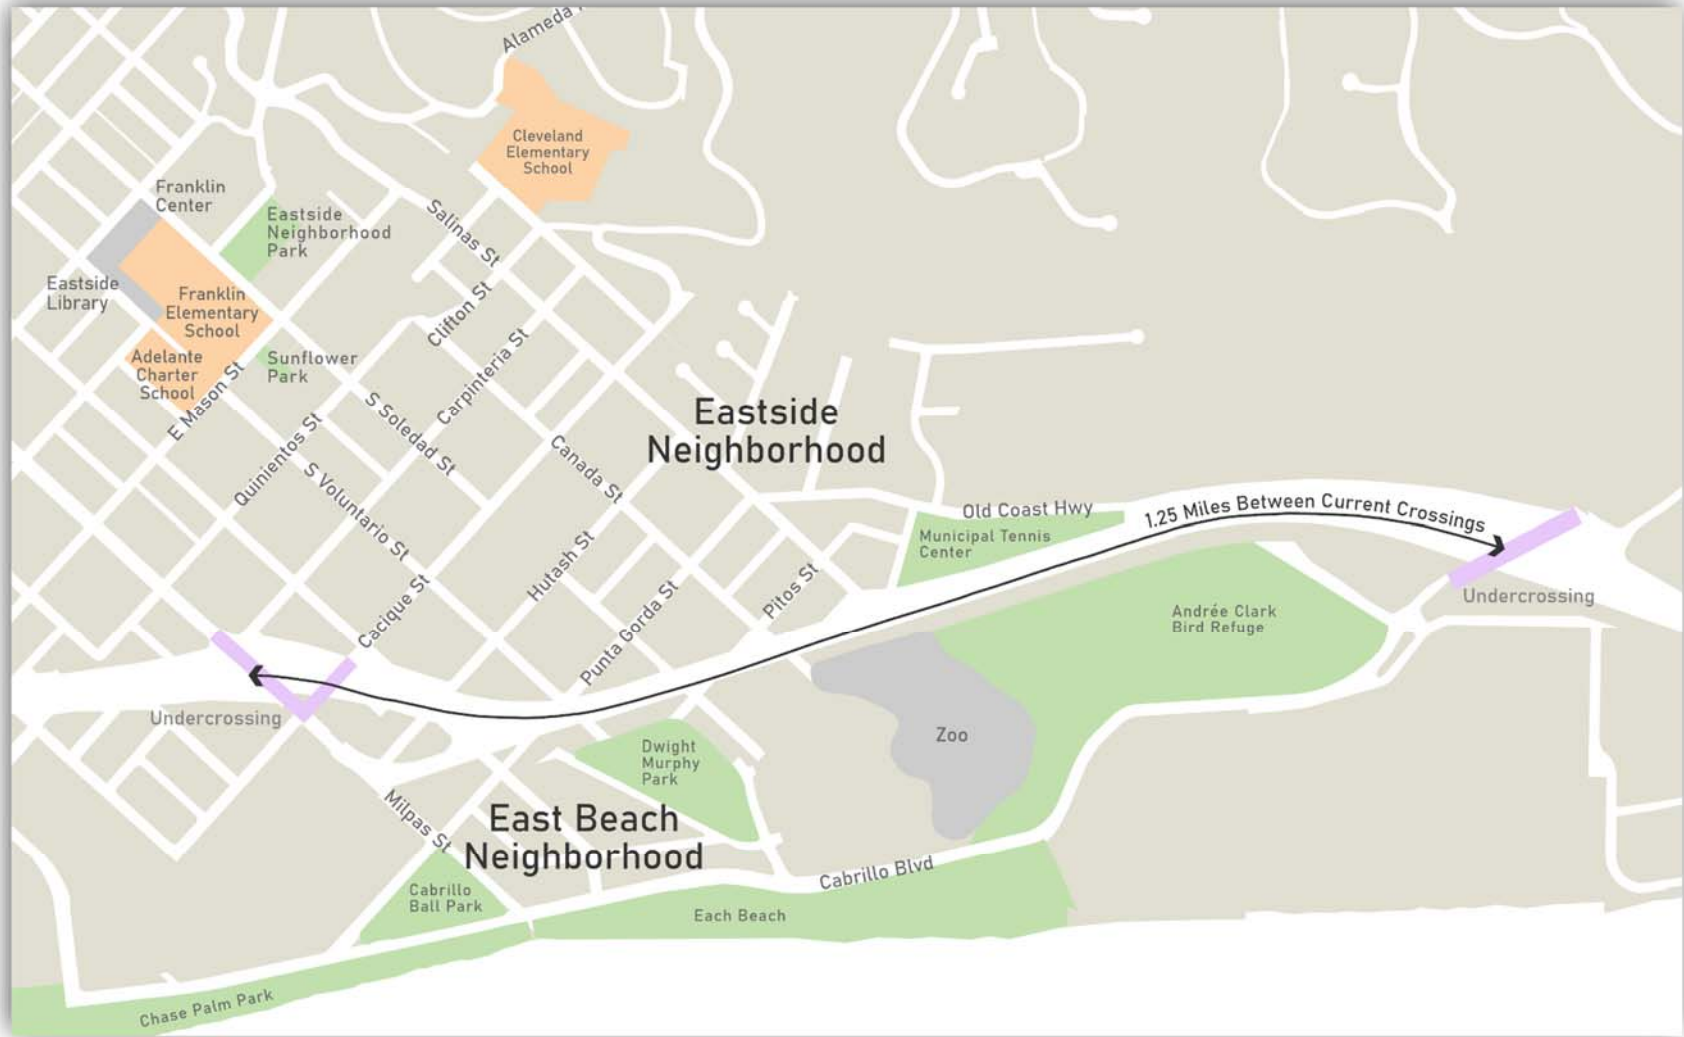 Alameda
Cleveland
Elementary
School
Franklin
Center
Eastside
Neighborhood
Park
Salinas St
Eastside
Library
Franklin
Elementary
School
Clifton St
Adelante
Charter
School
Sunflower
Park
E Mason St
Carpinteria St
S Soledad St
Quinientos St
Eastside
Neighborhood
Canada St
S Voluntario St
Old Coast Hwy
1.25 Miles Between Current Crossings
Municipal Tennis
Center
Hutash St
Cacique St
Punta Gorda St
Pitos St
Andrée Clark
Bird Refuge
Undercrossing
Undercrossing
Zoo
Dwight
Murphy
Park
Milpas St
East Beach
Neighborhood
Cabrillo Blvd
Cabrillo
Ball Park
Each Beach
Chase Palm Park